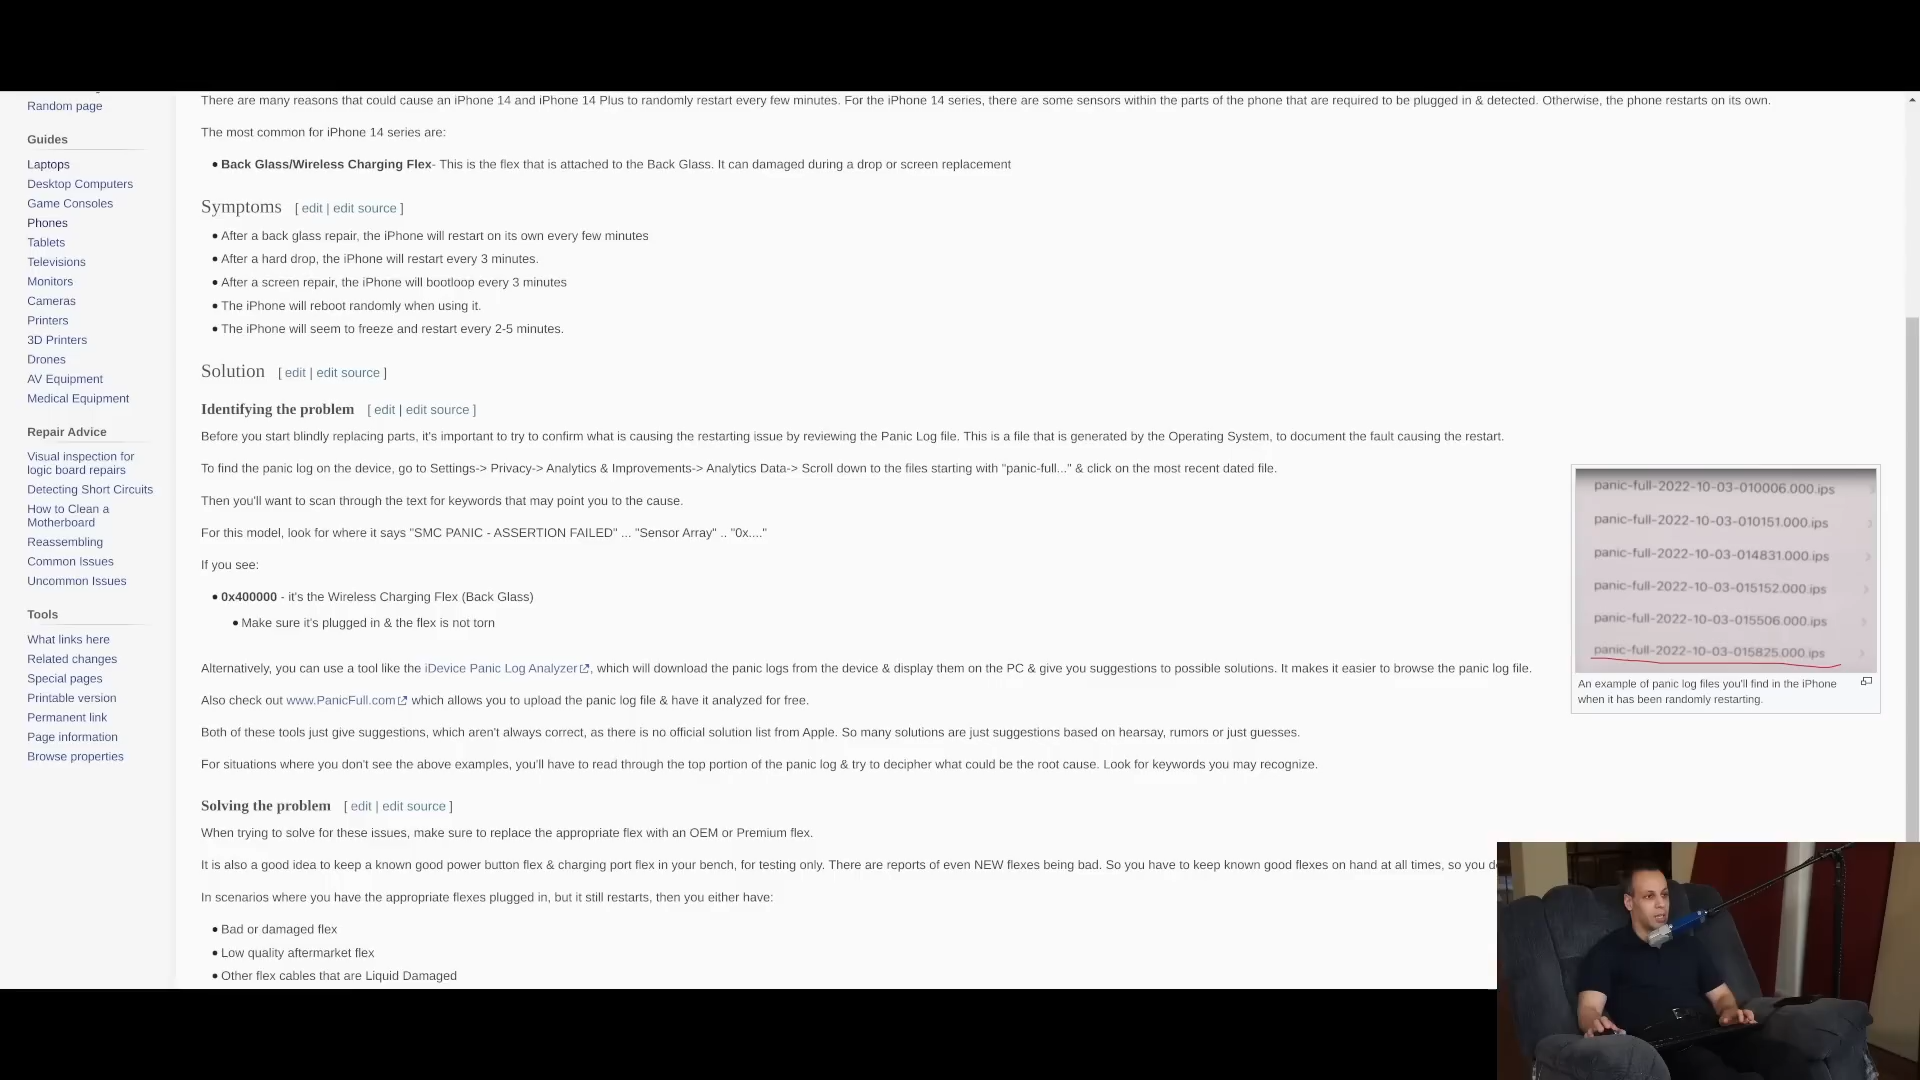 Random page
Guides
Laptops
Desktop Computers
Game Consoles
Phones
Tablets
Televisions
Monitors
Cameras
Printers
3D Printers
Drones
AV Equipment
Medical Equipment
Repair Advice
Visual inspection for
logic board repairs
Detecting Short Circuits
How to Clean a
Motherboard
Reassembling
Common Issues
Uncommon Issues
Tools
What links here
Related changes
Special pages
Printable version
Permanent link
Page information
Browse properties
There are many reasons that could cause an iPhone 14 and iPhone 14 Plus to randomly restart every few minutes. For the iPhone 14 series, there are some sensors within the parts of the phone that are required to be plugged in & detected. Otherwise, the phone restarts on its own.
The most common for iPhone 14 series are:
• Back Glass/Wireless Charging Flex- This is the flex that is attached to the Back Glass. It can damaged during a drop or screen replacement
Symptoms [ edit | edit source ]
• After a back glass repair, the iPhone will restart on its own every few minutes
• After a hard drop, the iPhone will restart every 3 minutes.
• After a screen repair, the iPhone will bootloop every 3 minutes
• The iPhone will reboot randomly when using it.
• The iPhone will seem to freeze and restart every 2-5 minutes.
Solution [ edit | edit source ]
Identifying the problem [ edit | edit source ]
Before you start blindly replacing parts, it's important to try to confirm what is causing the restarting issue by reviewing the Panic Log file. This is a file that is generated by the Operating System, to document the fault causing the restart.
To find the panic log on the device, go to Settings-> Privacy-> Analytics & Improvements-> Analytics Data-> Scroll down to the files starting with "panic-full..." & click on the most recent dated file.
Then you'll want to scan through the text for keywords that may point you to the cause.
For this model, look for where it says "SMC PANIC - ASSERTION FAILED" ... "Sensor Array" .. "0x...."
If you see:
• 0x400000 - it's the Wireless Charging Flex (Back Glass)
• Make sure it's plugged in & the flex is not torn
Alternatively, you can use a tool like the iDevice Panic Log Analyzer, which will download the panic logs from the device & display them on the PC & give you suggestions to possible solutions. It makes it easier to browse the panic log file.
Also check out www.PanicFull.com which allows you to upload the panic log file & have it analyzed for free.
Both of these tools just give suggestions, which aren't always correct, as there is no official solution list from Apple. So many solutions are just suggestions based on hearsay, rumors or just guesses.
For situations where you don't see the above examples, you'll have to read through the top portion of the panic log & try to decipher what could be the root cause. Look for keywords you may recognize.
Solving the problem [ edit | edit source ]
When trying to solve for these issues, make sure to replace the appropriate flex with an OEM or Premium flex.
It is also a good idea to keep a known good power button flex & charging port flex in your bench, for testing only. There are reports of even NEW flexes being bad. So you have to keep known good flexes on hand at all times, so you
In scenarios where you have the appropriate flexes plugged in, but it still restarts, then you either have:
• Bad or damaged flex
• Low quality aftermarket flex
• Other flex cables that are Liquid Damaged
panic-full-2022-10-03-010006.000.ips
panic-full-2022-10-03-010151.000.ips
panic-full-2022-10-03-014831.000.ips
panic-full-2022-10-03-015152.000.ips
panic-full-2022-10-03-015506.000.ips
panic-full-2022-10-03-015825.000.ips
An example of panic log files you'll find in the iPhone
when it has been randomly restarting.